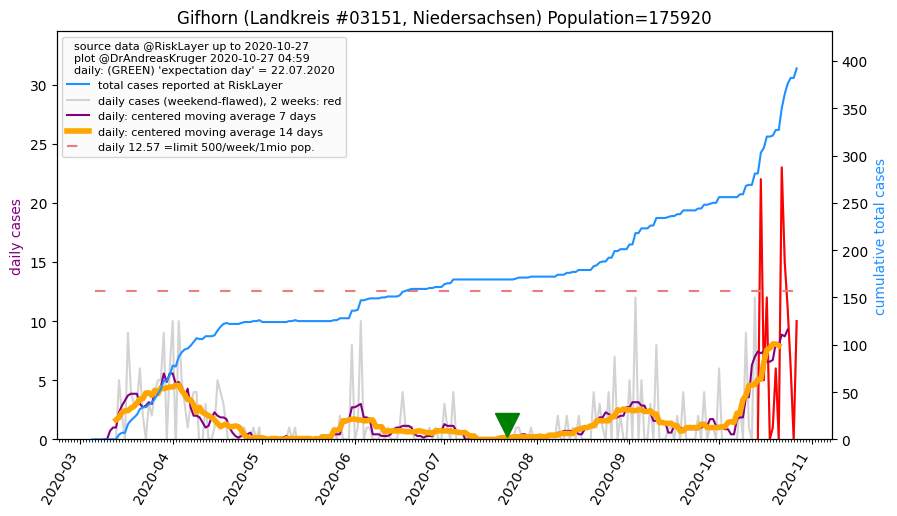 Gifhorn (Landkreis #03151, Niedersachsen) Population=175920
source data @RiskLayer up to 2020-10-27
plot @DrAndreasKruger 2020-10-27 04:59
daily: (GREEN) 'expectation day' = 22.07.2020
total cases reported at RiskLayer
daily cases (weekend-flawed), 2 weeks: red
daily: centered moving average 7 days
daily: centered moving average 14 days
daily 12.57 =limit 500/week/1mio pop.
daily cases
30
25
20
15
10
5
0
cumulative total cases
400
350
300
250
200
150
100
50
0
2020-03
2020-04
2020-05
2020-06
2020-07
2020-08
2020-09
2020-10
2020-11